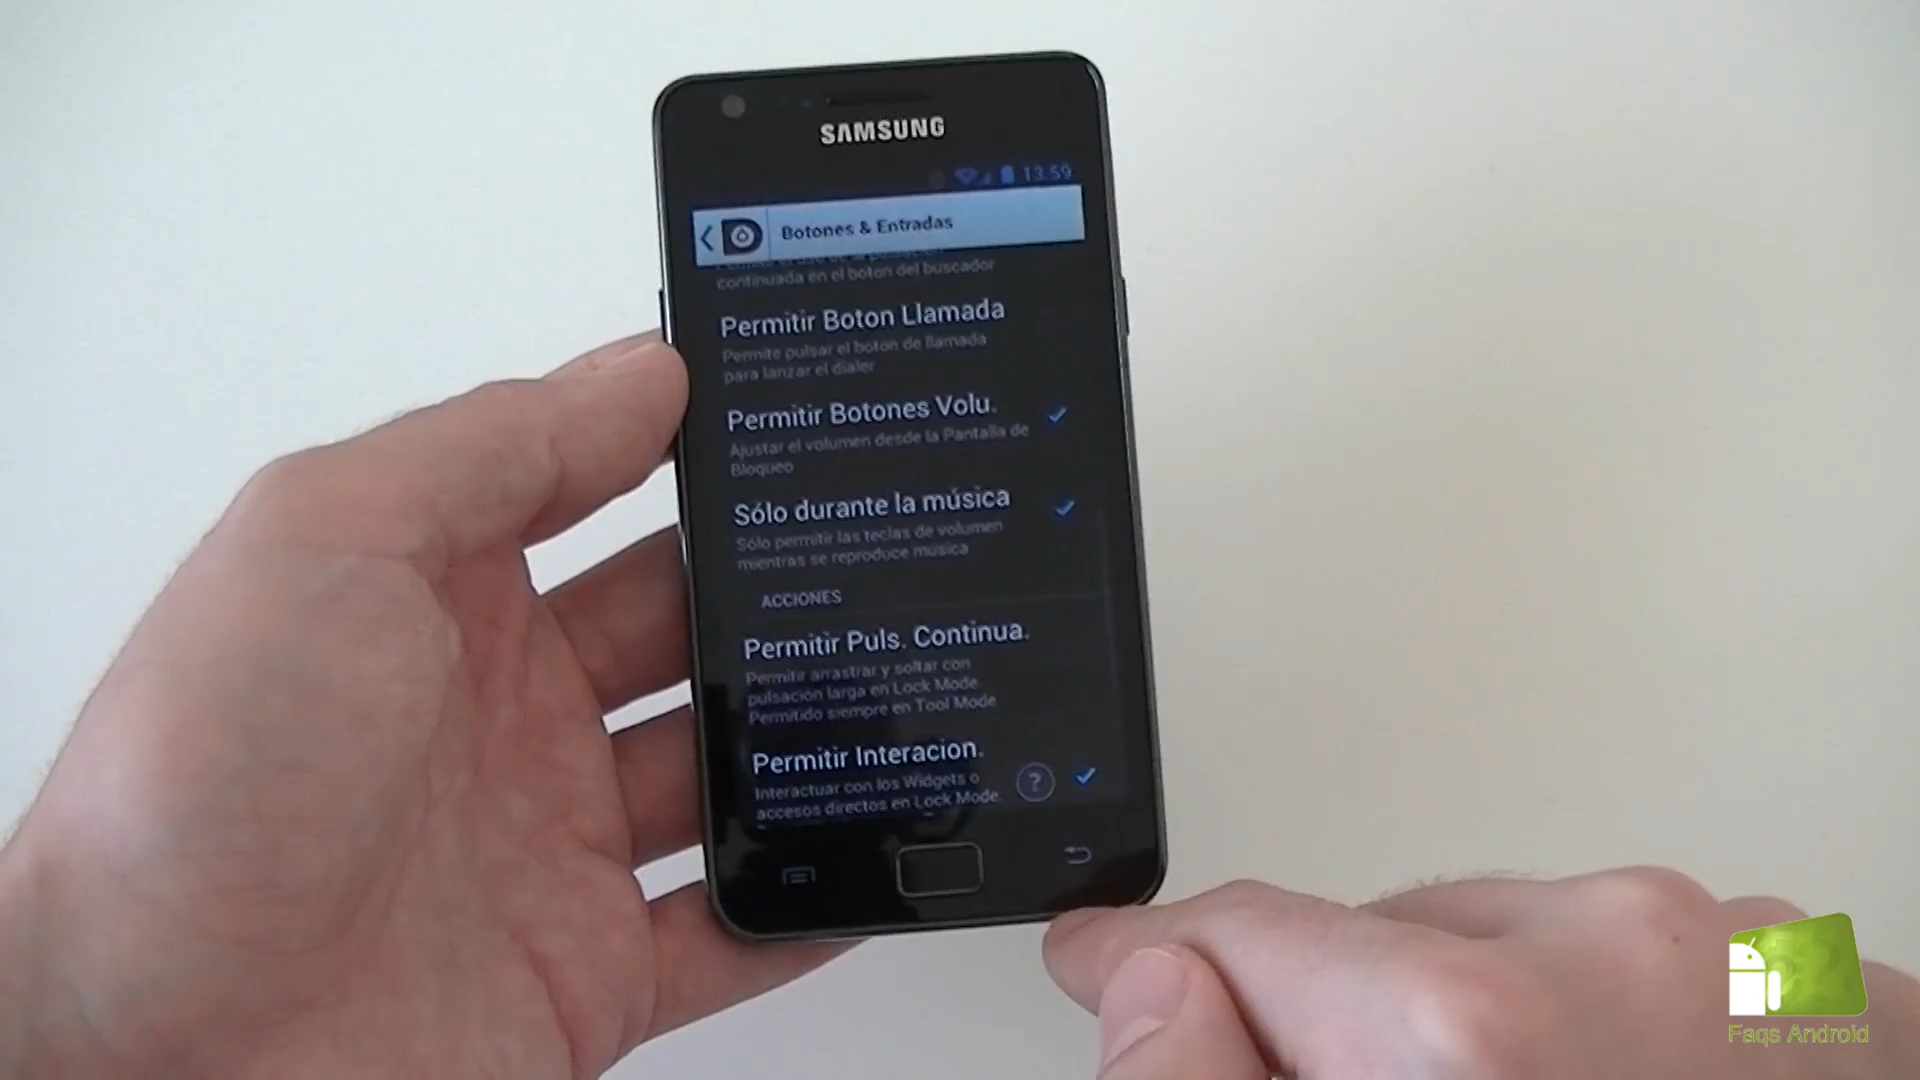 SAMSUNG
13:59
Botones & Entradas
continuada en el boton del buscador
Permitir Boton Llamada
Permite pulsar el boton de llamada
para lanzar el dialer
Permitir Botones Volu.
Ajustar el volumen desde la Pantalla de
Bloqueo
Sólo durante la música
Sólo permitir las teclas de volumen
mientras se reproduce música
ACCIONES
Permitir Puls. Continua.
Permitir arrastrar y soltar con
pulsación larga en Lock Mode.
Permitido siempre en Tool Mode
Permitir Interacion.
Interactuar con los Widgets o
accesos directos en Lock Mode.
?
Faqs Android